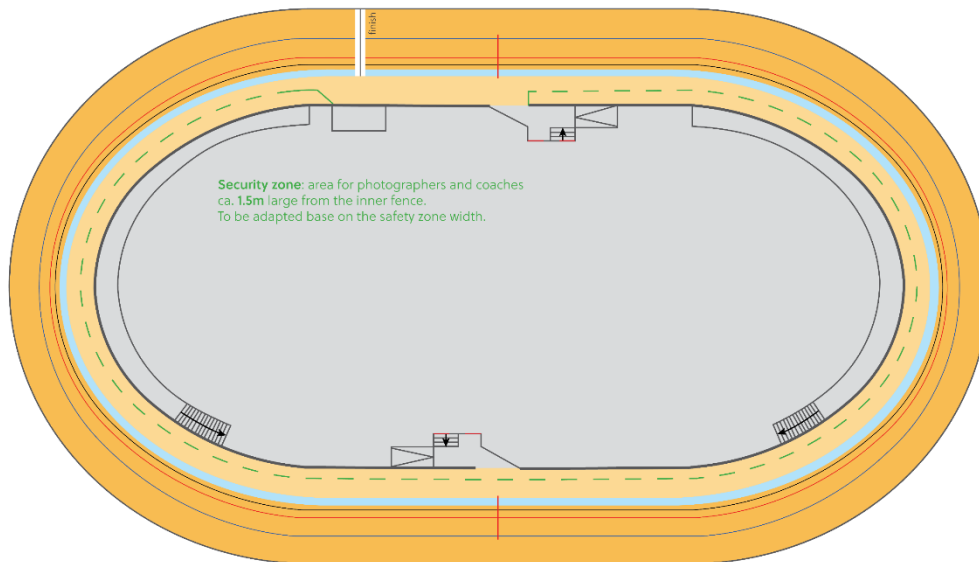 finish
Security zone: area for photographers and coaches
ca. 1.5m large from the inner fence.
To be adapted base on the safety zone width.